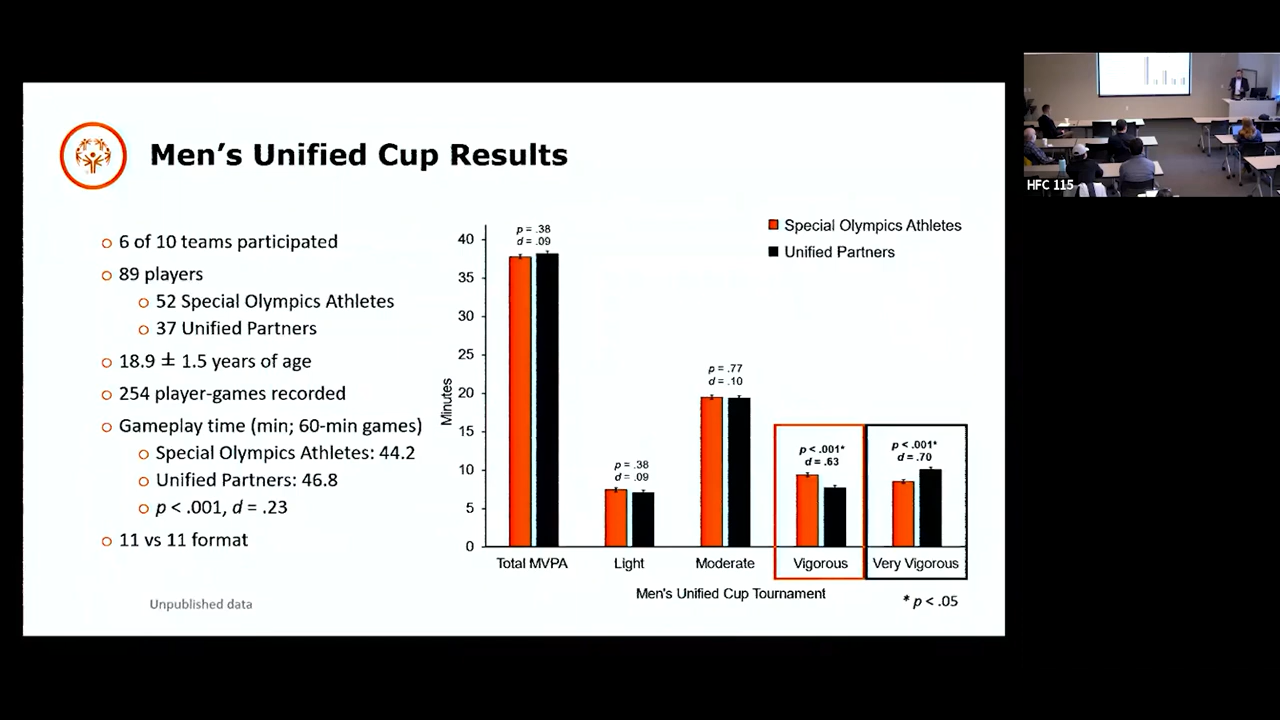 Men's Unified Cup Results
6 of 10 teams participated
89 players
52 Special Olympics Athletes
37 Unified Partners
18.9 ± 1.5 years of age
254 player-games recorded
Gameplay time (min; 60-min games)
Special Olympics Athletes: 44.2
Unified Partners: 46.8
p < .001, d = .23
11 vs 11 format
Unpublished data
Special Olympics Athletes
Unified Partners
Minutes
40
35
30
25
20
15
10
5
0
p = .38
d = .09
p = .38
d = .09
p = .77
d = .10
p < .001*
d = .63
p < .001*
d = .70
Total MVPA
Light
Moderate
Vigorous
Very Vigorous
Men's Unified Cup Tournament
* p < .05
HFC 115